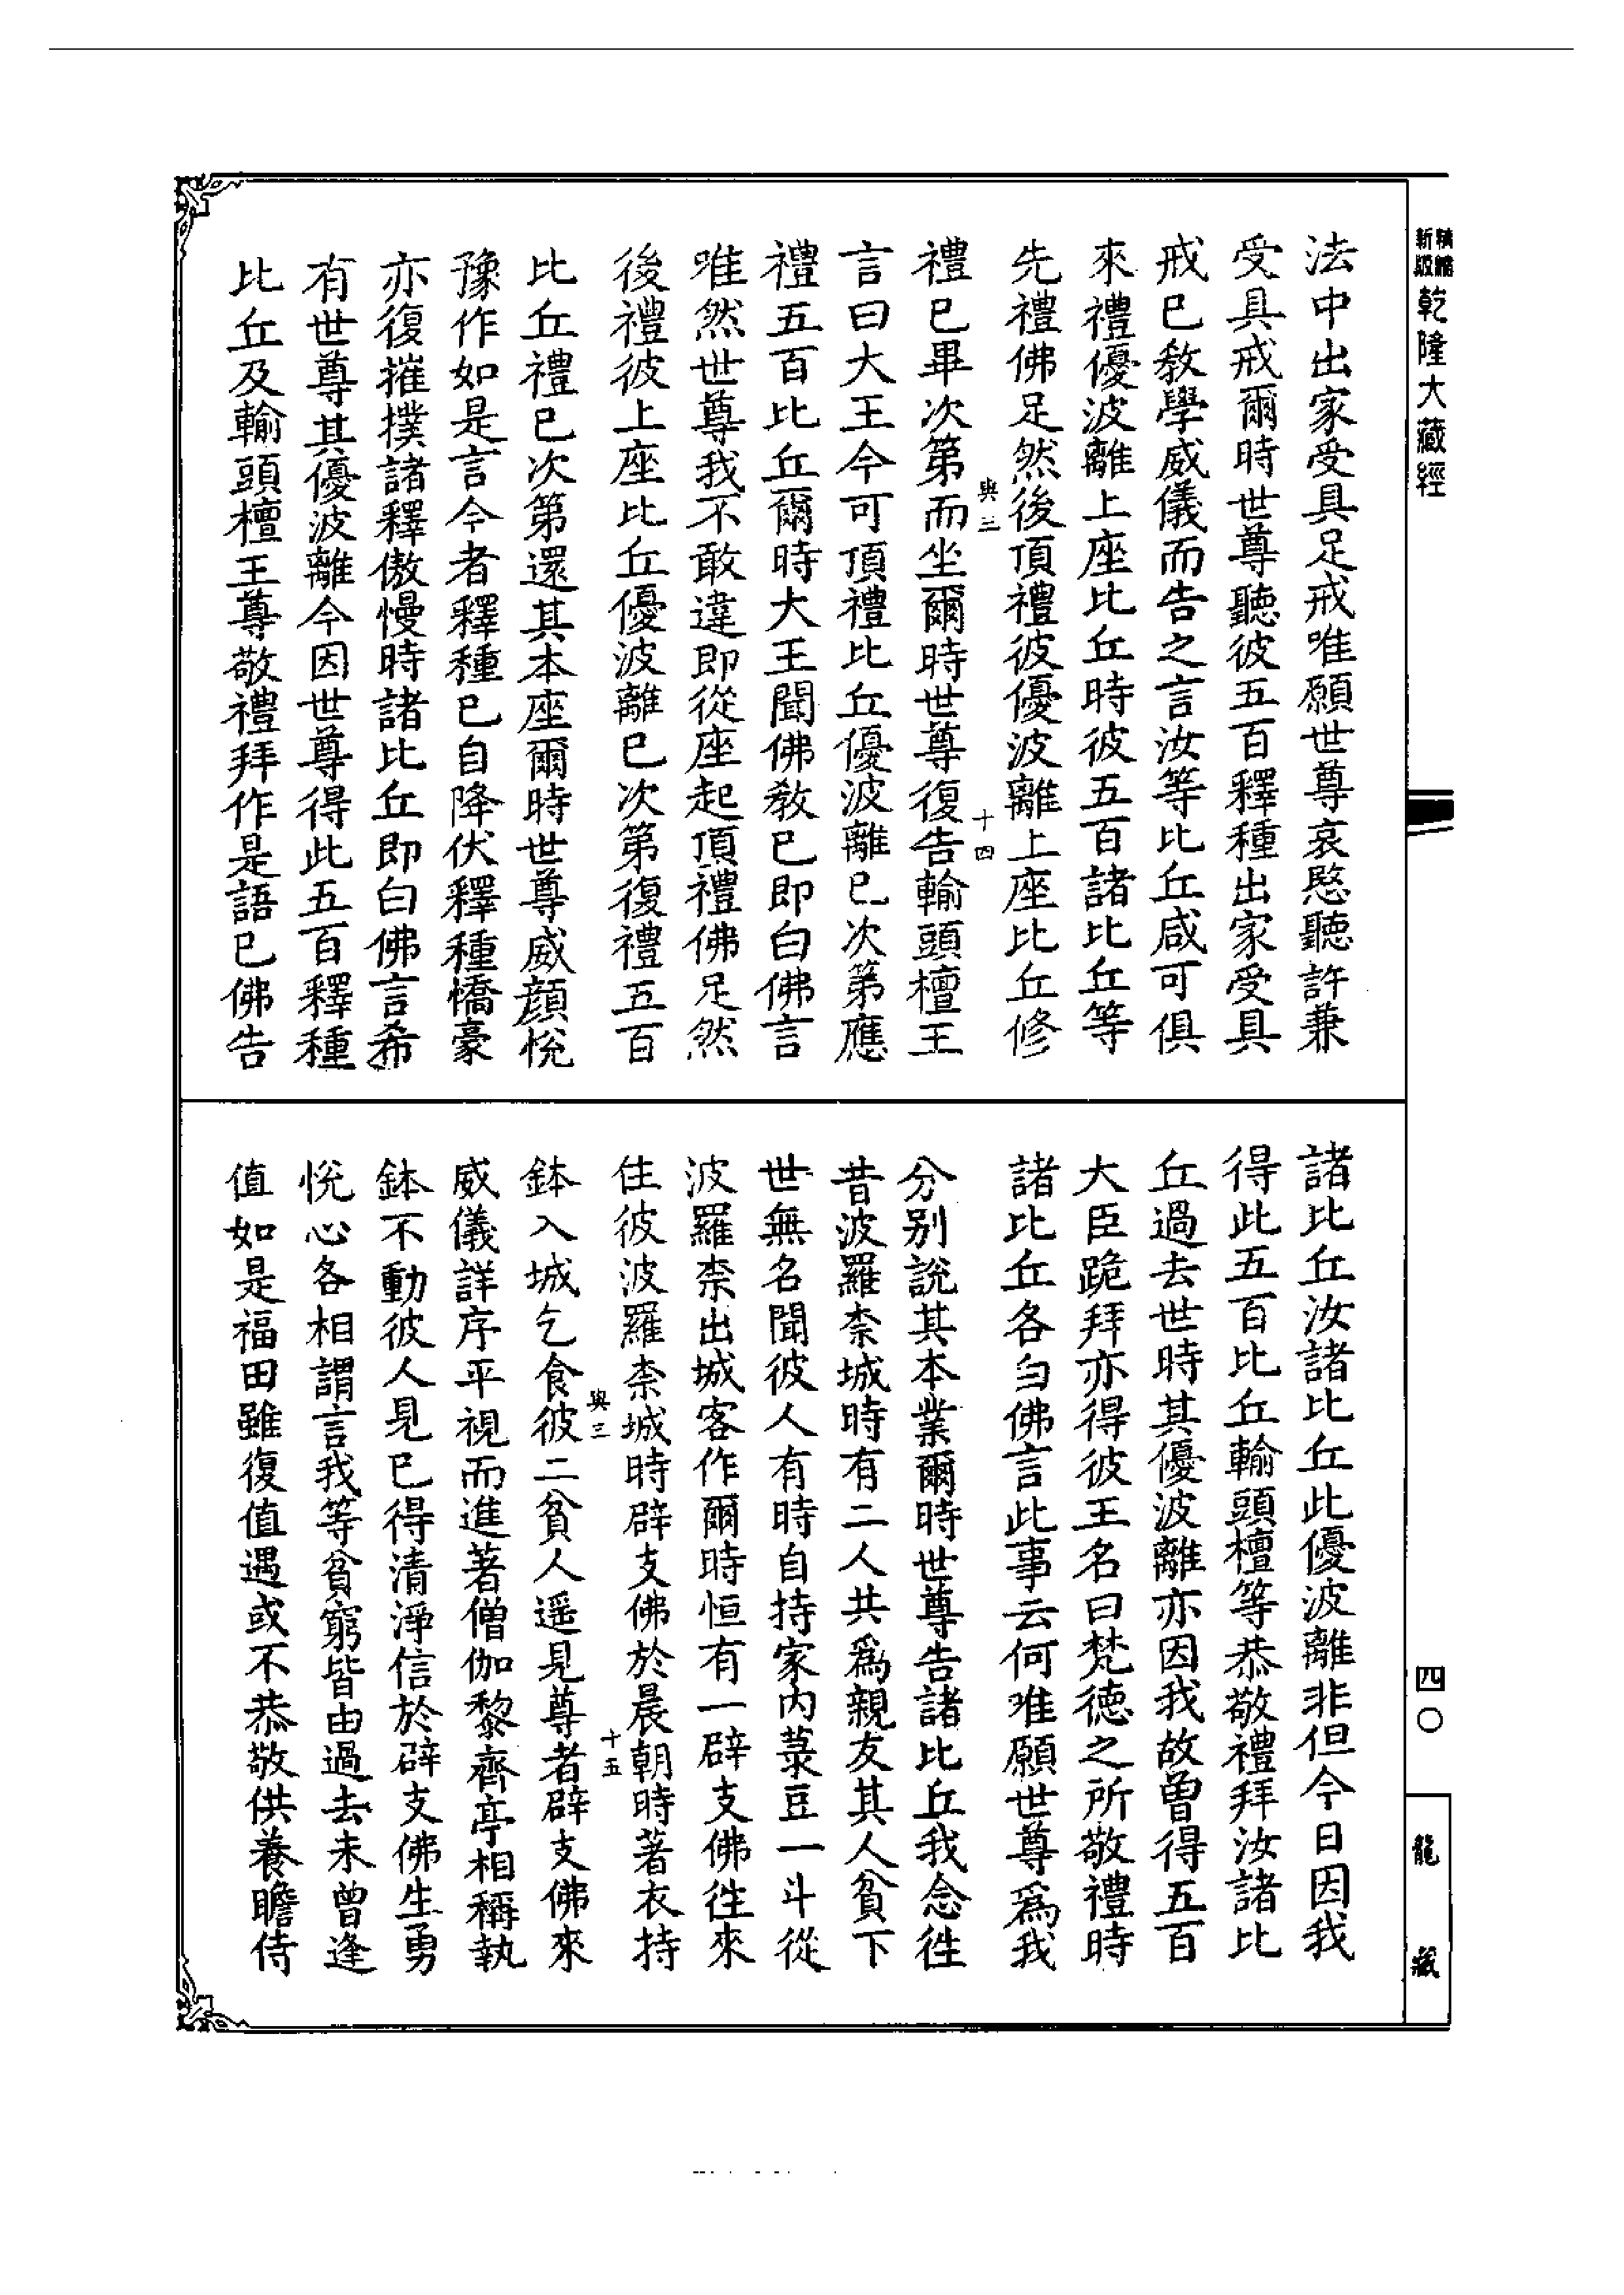 新版
精縮
乾隆大藏經
法中出家受具足戒唯願世尊哀愍聽許兼
受具戒爾時世尊聽彼五百釋種出家受具
戒已敎學威儀而告之言汝等比丘咸可俱
來禮優波離上座比丘時彼五百諸比丘等
先禮佛足然後頂禮彼優波離上座比丘修
與三
十四
禮已畢次第而坐爾時世尊復告輸頭檀王
言曰大王今可頂禮比丘優波離已次第應
禮五百比丘爾時大王聞佛敎已即白佛言
唯然世尊我不敢違即從座起頂禮佛足然
後禮彼上座比丘優波離已次第復禮五百
比丘禮已次第還其本座爾時世尊威顏悅
豫作如是言今者釋種已自降伏釋種憍豪
亦復摧撲諸釋傲慢時諸比丘即白佛言希
有世尊其優波離今因世尊得此五百釋種
比丘及輸頭檀王尊敬禮拜作是語已佛告
諸比丘汝諸比丘此優波離非但今日因我
得此五百比丘輸頭檀等恭敬禮拜汝諸比
丘過去世時其優波離亦因我故曾得五百
大臣跪拜亦得彼王名曰梵德之所敬禮時
諸比丘各白佛言此事云何唯願世尊爲我
分别說其本業爾時世尊告諸比丘我念往
昔波羅柰城時有二人共爲親友其人貧下
世無名聞彼人有時自持家內菉豆一斗從
波羅柰出城客作爾時恒有一辟支佛往來
住彼波羅柰城時辟支佛於晨朝時著衣持
與三
十五
鉢入城乞食彼二貧人遥見尊者辟支佛來
威儀詳序平視而進著僧伽黎齊亭相稱執
鉢不動彼人見已得清淨信於辟支佛生勇
悅心各相謂言我等貧窮皆由過去未曾逢
值如是福田雖復值遇或不恭敬供養瞻侍
四〇
龍藏